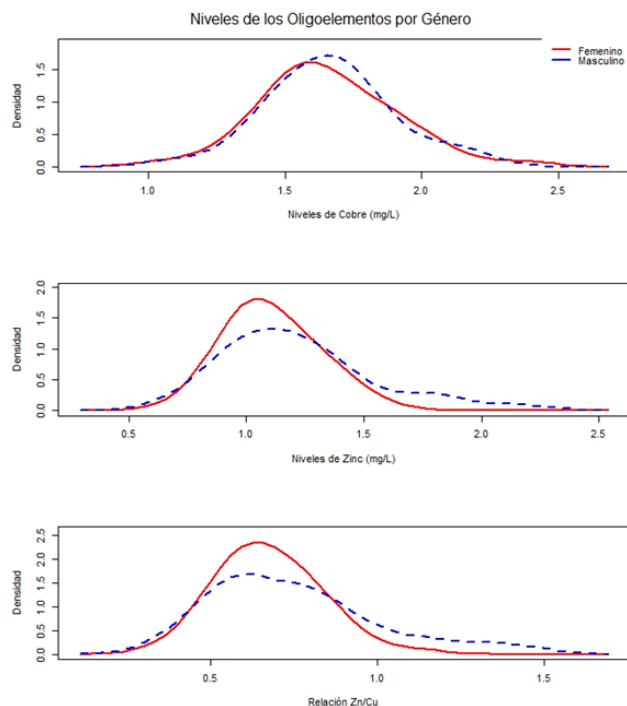 Niveles de los Oligoelementos por Género
Femenino
Masculino
Densidad
0.0 0.5 1.0 1.5
1.0 1.5 2.0 2.5
Niveles de Cobre (mg/L)
Densidad
0.0 0.5 1.0 1.5 2.0
0.5 1.0 1.5 2.0 2.5
Niveles de Zinc (mg/L)
Densidad
0.0 0.5 1.0 1.5 2.0 2.5
0.5 1.0 1.5
Relación Zn/Cu